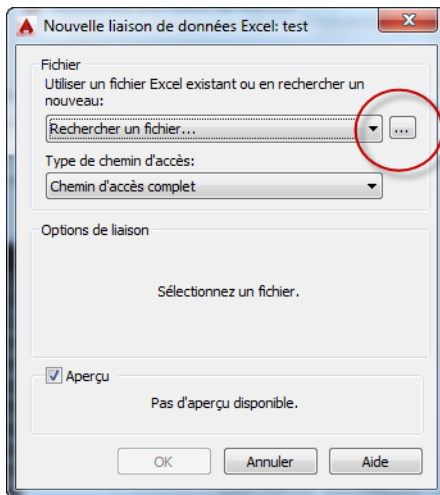 Nouvelle liaison de données Excel: test
Fichier
Utiliser un fichier Excel existant ou en rechercher un
nouveau:
Rechercher un fichier...
...
Type de chemin d'accès:
Chemin d'accès complet
Options de liaison
Sélectionnez un fichier.
Aperçu
Pas d'aperçu disponible.
OK Annuler Aide